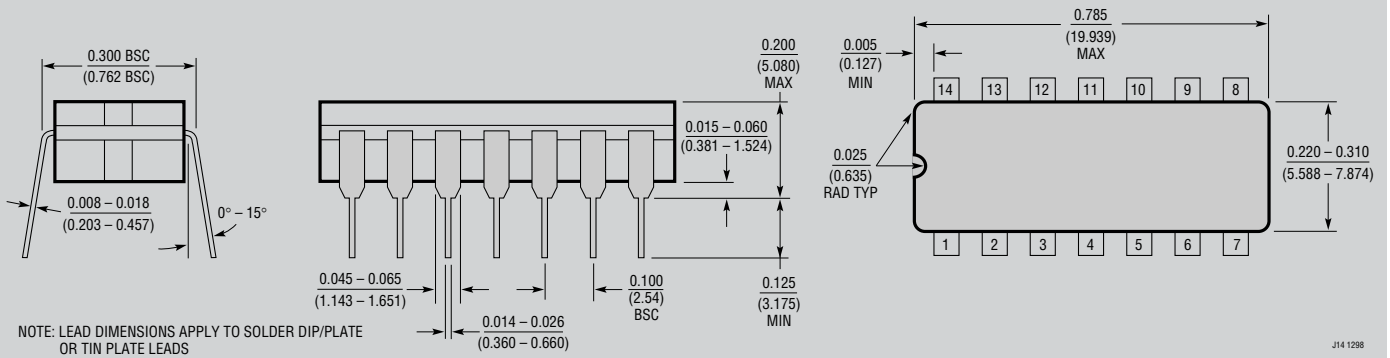 0.300 BSC
(0.762 BSC)
0.008 – 0.018
(0.203 – 0.457)
0° – 15°
0.200
(5.080)
MAX
0.015 – 0.060
(0.381 – 1.524)
0.045 – 0.065
(1.143 – 1.651)
0.100
(2.54)
BSC
0.125
(3.175)
MIN
0.014 – 0.026
(0.360 – 0.660)
0.785
(19.939)
MAX
0.005
(0.127)
MIN
14 13 12 11 10 9 8
0.025
(0.635)
RAD TYP
0.220 – 0.310
(5.588 – 7.874)
1 2 3 4 5 6 7
NOTE: LEAD DIMENSIONS APPLY TO SOLDER DIP/PLATE
OR TIN PLATE LEADS
J14 1298